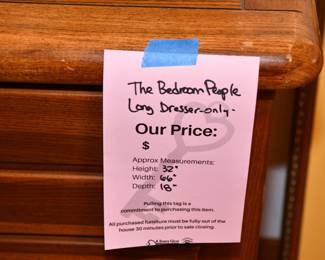 The Bedroom People
Long Dresser-only-
Our Price:
$
Approx Measurements:
Height: 32"
Width: 66"
Depth: 18"
Pulling this tag is a
commitment to purchasing this item.
All purchased furniture must be fully out of the
house 30 minutes prior to sale closing.